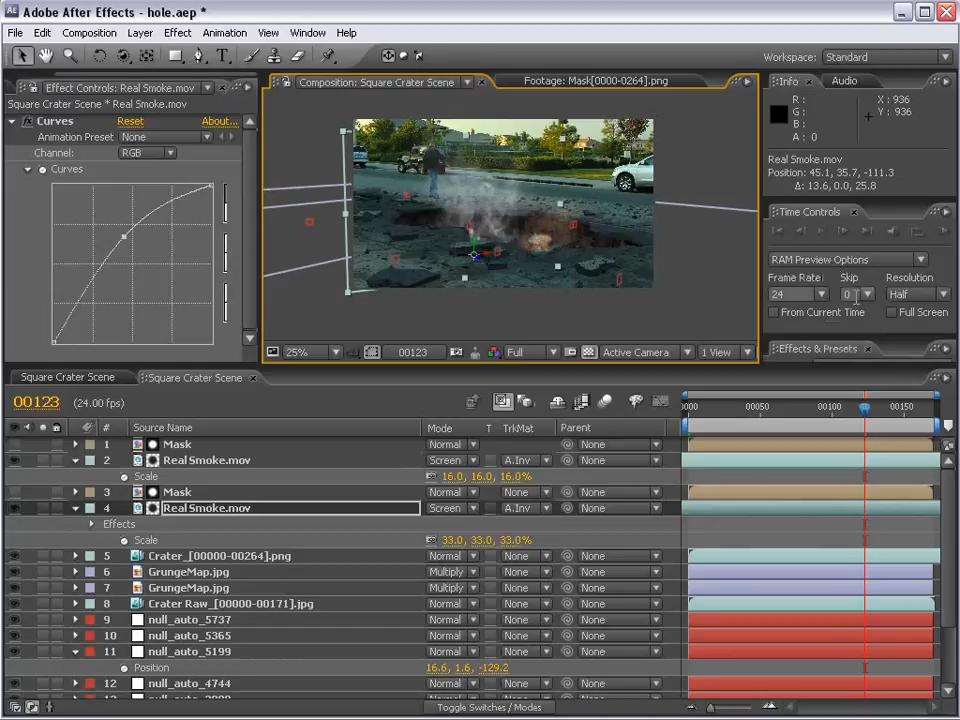 Adobe After Effects - hole.aep *
File Edit Composition Layer Effect Animation View Window Help
Workspace: Standard
Effect Controls: Real Smoke.mov
Composition: Square Crater Scene
Footage: Mask[0000-0264].png
Info Audio
Square Crater Scene * Real Smoke.mov
Curves Reset About...
Animation Preset None
Channel: RGB
Curves
R :
G :
B :
A : 0
X : 936
Y : 936
Real Smoke.mov
Position: 45.1, 35.7, -111.3
Δ: 13.6, 0.0, 25.8
Time Controls
RAM Preview Options
Frame Rate Skip Resolution
24 0 Half
From Current Time Full Screen
Effects & Presets
25% 00123 Full Active Camera 1 View
Square Crater Scene Square Crater Scene
00123 (24.00 fps)
0000 00050 00100 00150
# Source Name Mode T TrkMat Parent
1 Mask Normal None
2 Real Smoke.mov Screen A.Inv None
Scale 16.0, 16.0, 16.0%
3 Mask Normal None None
4 Real Smoke.mov Screen A.Inv None
Effects
Scale 33.0, 33.0, 33.0%
5 Crater_[00000-00264].png Normal None None
6 GrungeMap.jpg Multiply None None
7 GrungeMap.jpg Multiply None None
8 Crater Raw_[00000-00171].jpg Normal None None
9 null_auto_5737 Normal None None
10 null_auto_5365 Normal None None
11 null_auto_5199 Normal None None
Position 16.6, 1.6, -129.2
12 null_auto_4744 Normal None None
Toggle Switches / Modes